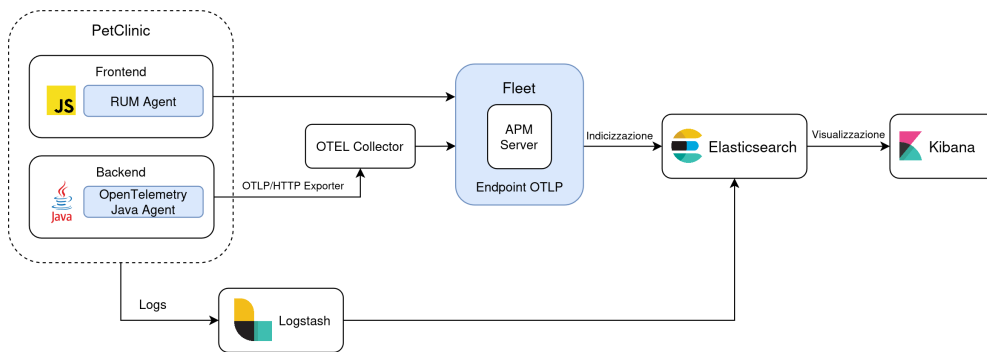 PetClinic
Frontend
JS
RUM Agent
Backend
Java
OpenTelemetry
Java Agent
OTLP/HTTP Exporter
OTEL Collector
Fleet
APM
Server
Endpoint OTLP
Indicizzazione
Elasticsearch
Visualizzazione
Kibana
Logs
Logstash